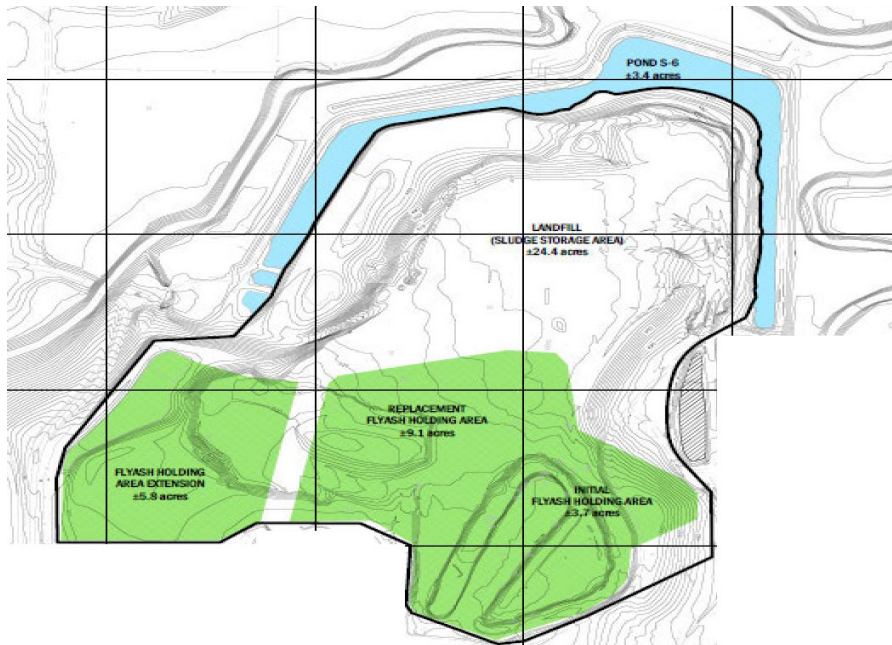 POND S-6
±3.4 acres
LANDFILL
(SLUDGE STORAGE AREA)
±24.4 acres
REPLACEMENT
FLYASH HOLDING AREA
±9.1 acres
FLYASH HOLDING
AREA EXTENSION
±5.8 acres
INITIAL
FLYASH HOLDING AREA
±3.7 acres